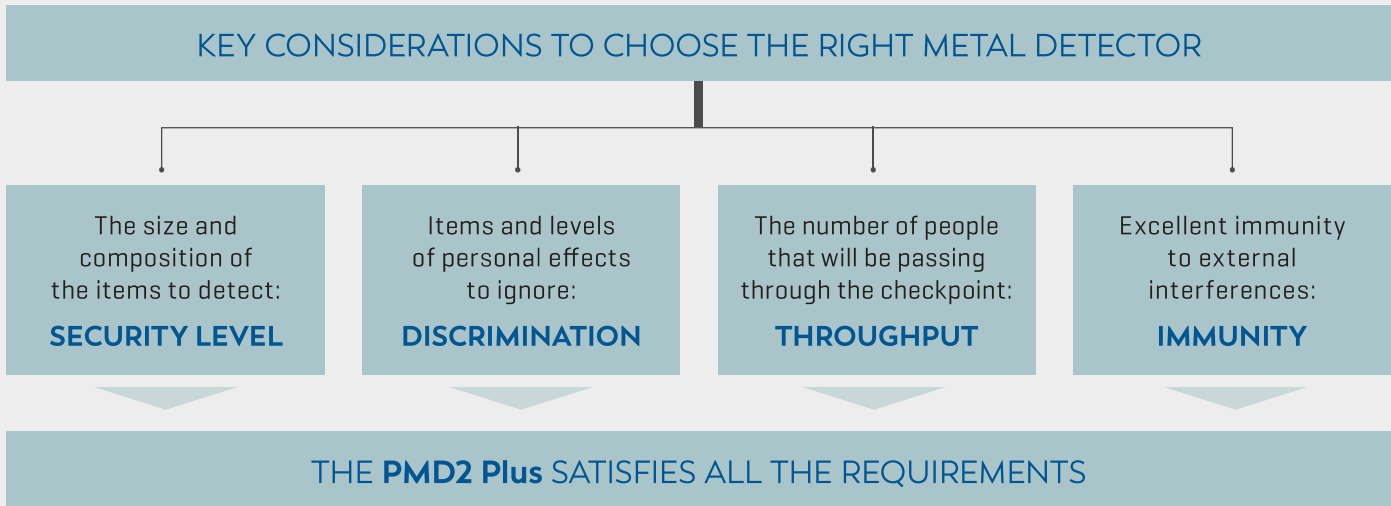 KEY CONSIDERATIONS TO CHOOSE THE RIGHT METAL DETECTOR
The size and
composition of
the items to detect:
SECURITY LEVEL
Items and levels
of personal effects
to ignore:
DISCRIMINATION
The number of people
that will be passing
through the checkpoint:
THROUGHPUT
Excellent immunity
to external
interferences:
IMMUNITY
THE PMD2 Plus SATISFIES ALL THE REQUIREMENTS